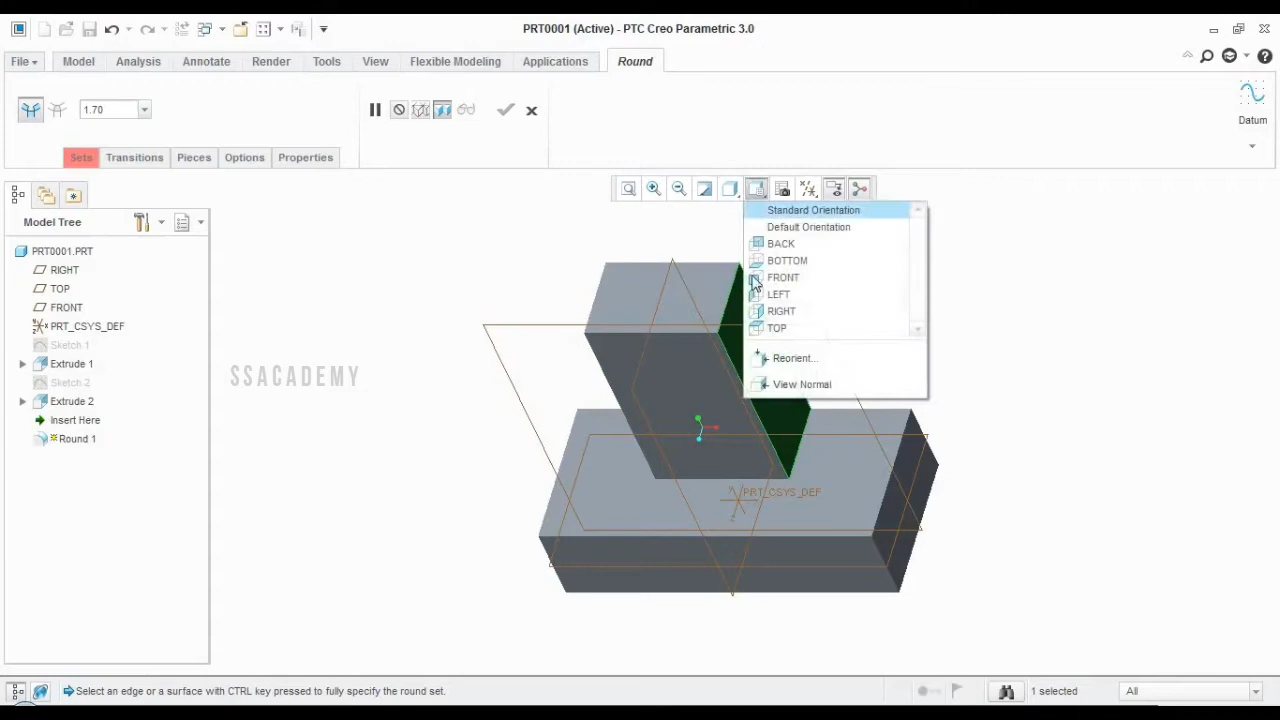 PRT0001 (Active) - PTC Creo Parametric 3.0
File Model Analysis Annotate Render Tools View Flexible Modeling Applications Round
1.70
Datum
Sets Transitions Pieces Options Properties
Model Tree
PRT0001.PRT
RIGHT
TOP
FRONT
PRT_CSYS_DEF
Sketch 1
Extrude 1
Sketch 2
Extrude 2
Insert Here
Round 1
SSACADEMY
Standard Orientation
Default Orientation
BACK
BOTTOM
FRONT
LEFT
RIGHT
TOP
Reorient...
View Normal
PRT_CSYS_DEF
Select an edge or a surface with CTRL key pressed to fully specify the round set.
1 selected
All